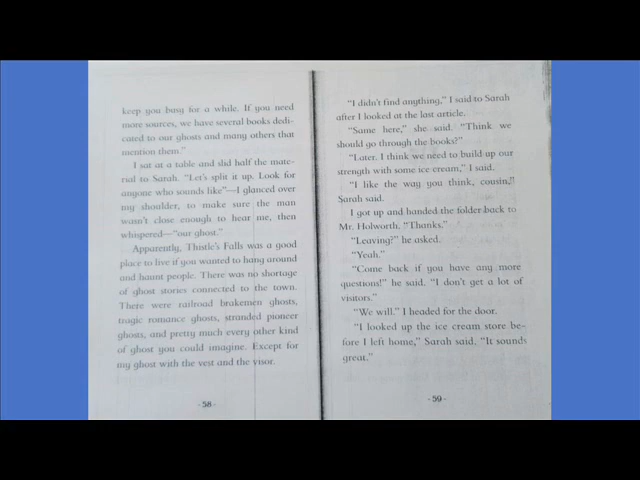 keep you busy for a while. If you need
more sources, we have several books dedi-
cated to our ghosts and many others that
mention them."
I sat at a table and slid half the mate-
rial to Sarah. "Let's split it up. Look for
anyone who sounds like"—I glanced over
my shoulder, to make sure the man
wasn't close enough to hear me, then
whispered—"our ghost."
Apparently, Thistle's Falls was a good
place to live if you wanted to hang around
and haunt people. There was no shortage
of ghost stories connected to the town.
There were railroad brakemen ghosts,
tragic romance ghosts, stranded pioneer
ghosts, and pretty much every other kind
of ghost you could imagine. Except for
my ghost with the vest and the visor.
- 58 -
"I didn't find anything," I said to Sarah
after I looked at the last article.
"Same here," she said. "Think we
should go through the books?"
"Later. I think we need to build up our
strength with some ice cream," I said.
"I like the way you think, cousin,"
Sarah said.
I got up and handed the folder back to
Mr. Holworth. "Thanks."
"Leaving?" he asked.
"Yeah."
"Come back if you have any more
questions!" he said. "I don't get a lot of
visitors."
"We will." I headed for the door.
"I looked up the ice cream store be-
fore I left home," Sarah said. "It sounds
great."
- 59 -